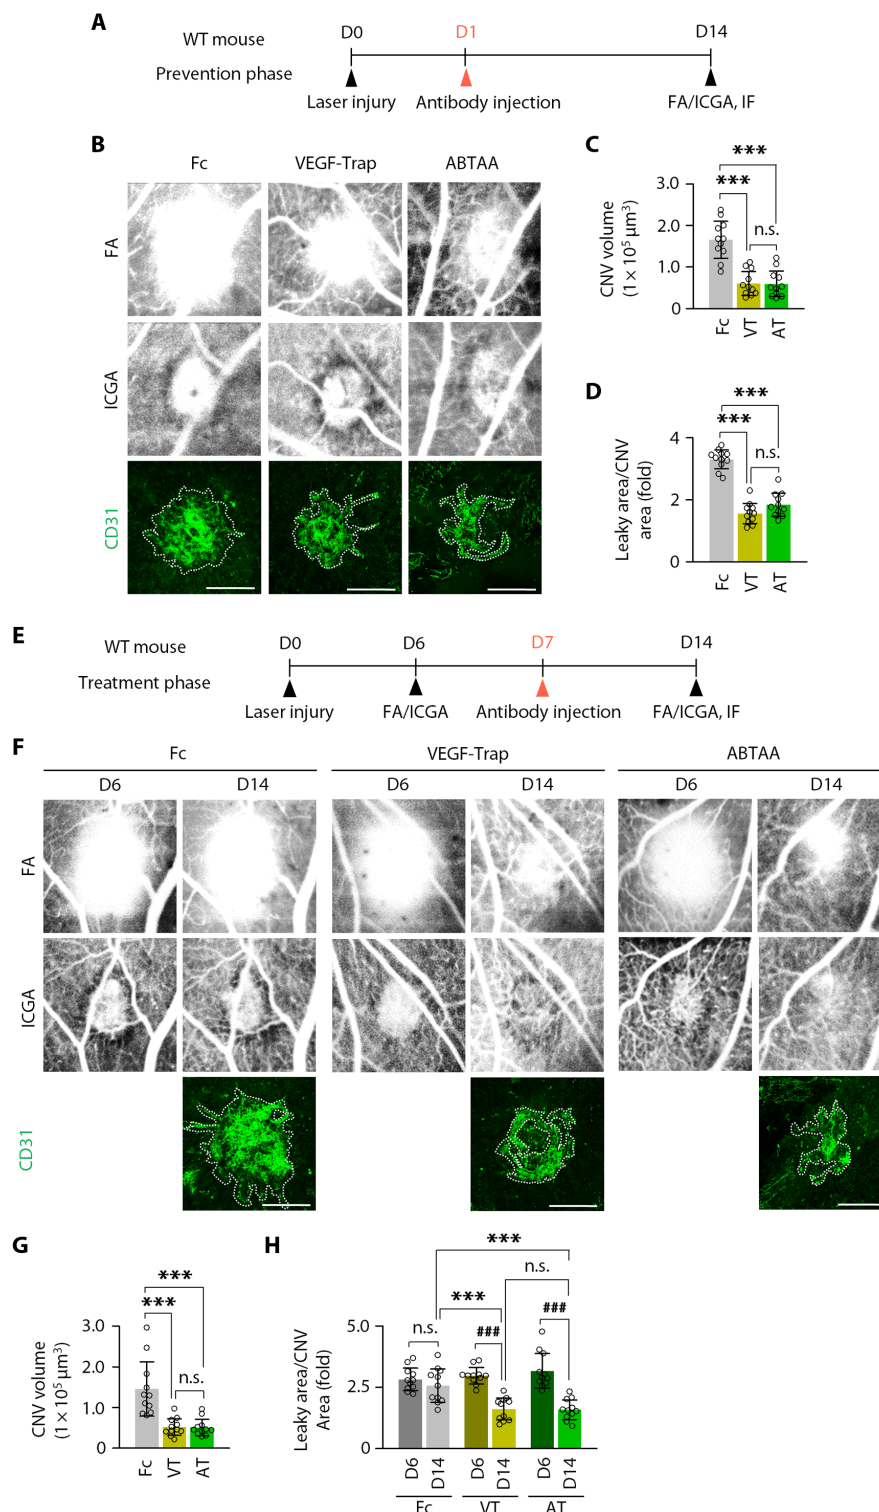 A
WT mouse
D0
D1
D14
Prevention phase
Laser injury
Antibody injection
FA/ICGA, IF
B
Fc
VEGF-Trap
ABTAA
FA
ICGA
CD31
C
***
***
n.s.
CNV volume
(1 × 10⁵ µm³)
3.0
2.0
1.0
0
Fc
VT
AT
D
***
***
n.s.
Leaky area/CNV
area (fold)
4
2
0
Fc
VT
AT
E
WT mouse
D0
D6
D7
D14
Treatment phase
Laser injury
FA/ICGA
Antibody injection
FA/ICGA, IF
F
Fc
VEGF-Trap
ABTAA
D6
D14
D6
D14
D6
D14
FA
ICGA
CD31
G
***
***
n.s.
CNV volume
(1 × 10⁵ µm³)
3.0
2.0
1.0
0
Fc
VT
AT
H
***
n.s.
***
###
n.s.
###
Leaky area/CNV
Area (fold)
5.0
2.5
0
D6
D14
D6
D14
D6
D14
Fc
VT
AT